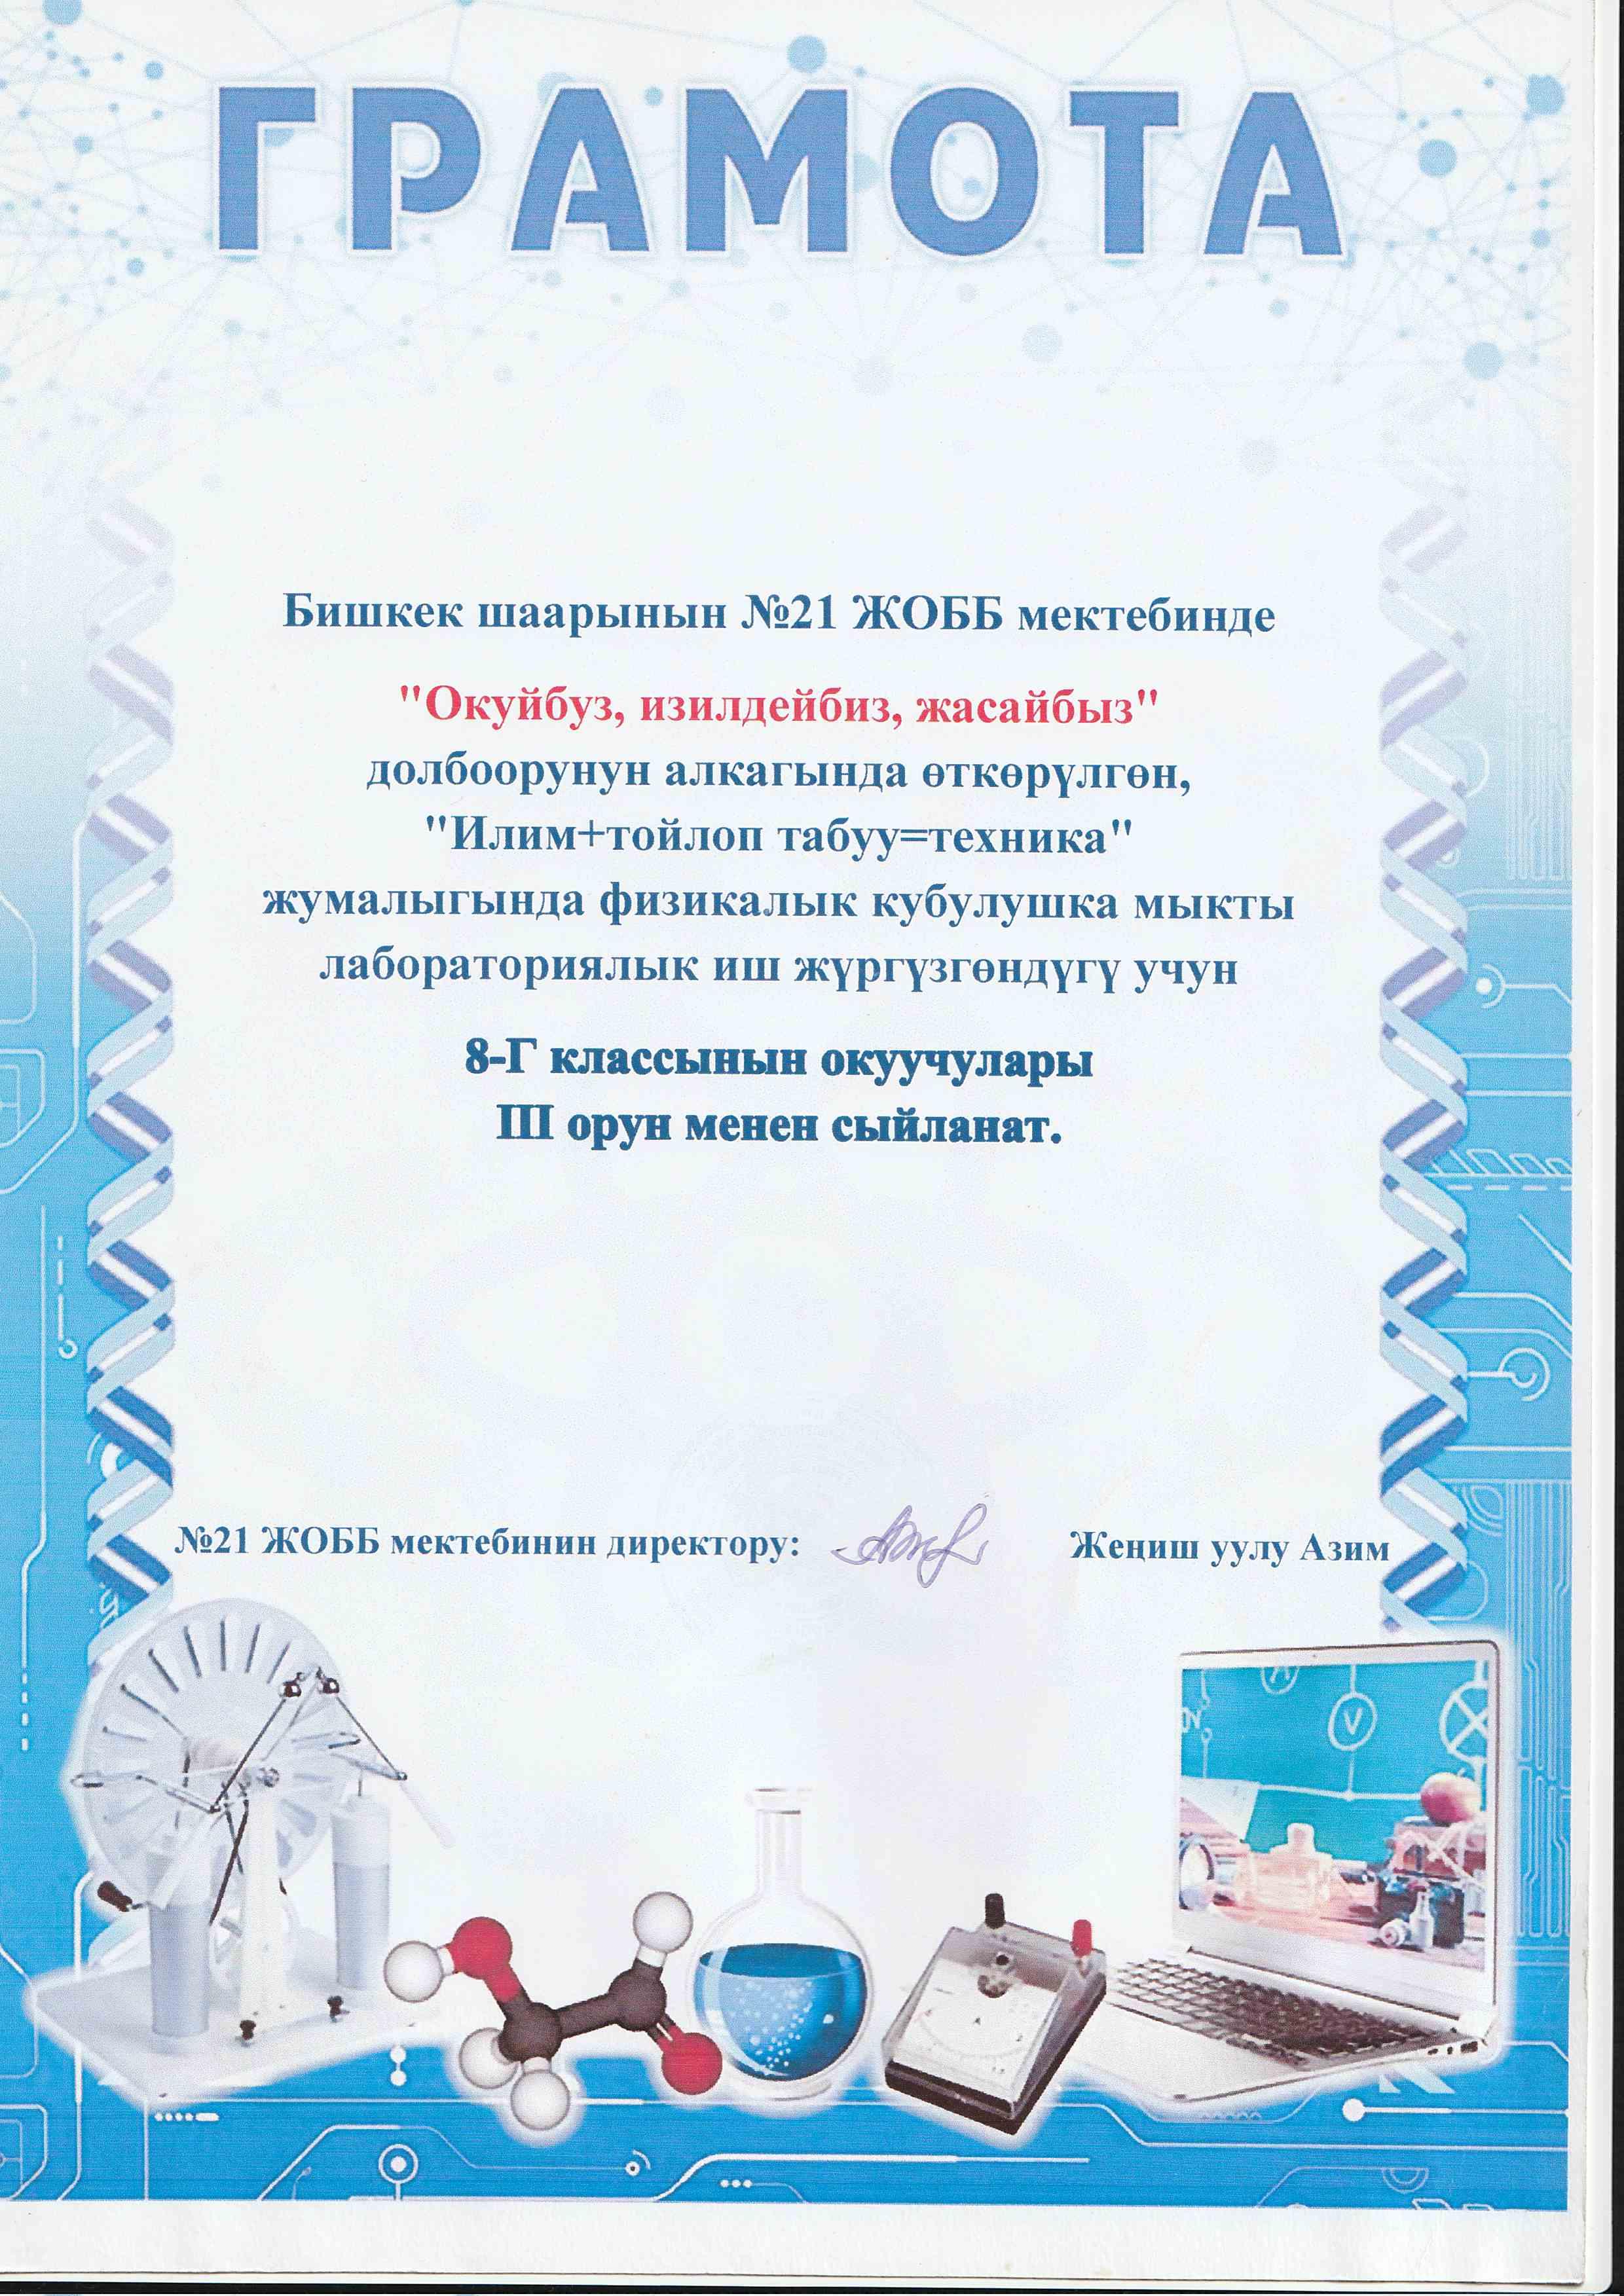 ГРАМОТА
Бишкек шаарынын №21 ЖОББ мектебинде
"Окуйбуз, изилдейбиз, жасайбыз"
долбоорунун алкагында өткөрүлгөн,
"Илим+тойлоп табуу=техника"
жумалыгында физикалык кубулушка мыкты
лабораториялык иш жүргүзгөндүгү учун
8-Г классынын окуучулары
III орун менен сыйланат.
№21 ЖОББ мектебинин директору: Жеңиш уулу Азим
V
A